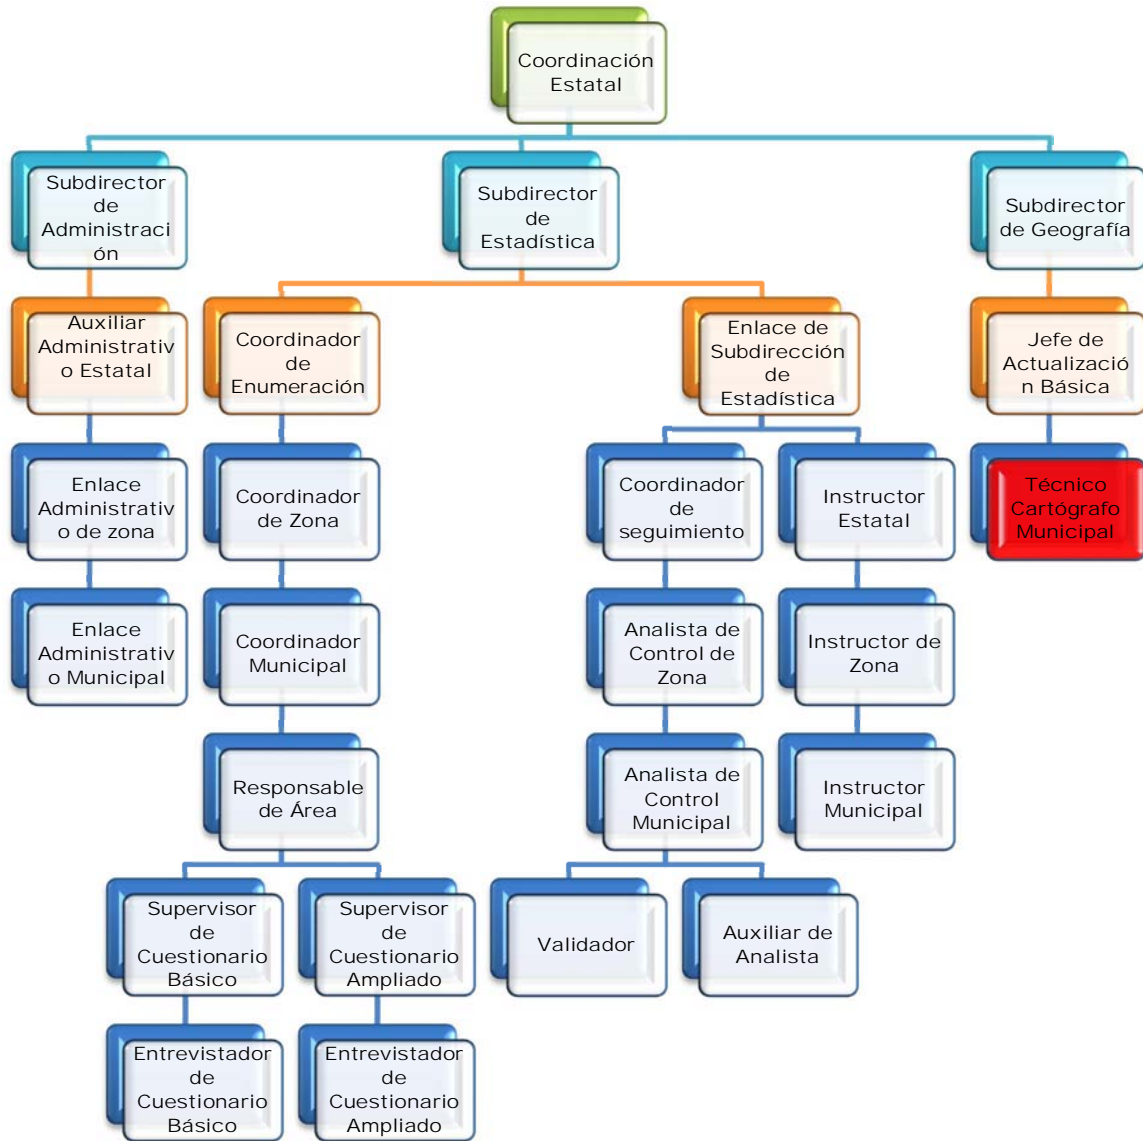 Coordinación
Estatal
Subdirector
de
Administraci
ón
Subdirector
de
Estadística
Subdirector
de Geografía
Auxiliar
Administrativ
o Estatal
Coordinador
de
Enumeración
Enlace de
Subdirección
de
Estadística
Jefe de
Actualizació
n Básica
Enlace
Administrativ
o de zona
Coordinador
de Zona
Coordinador
de
seguimiento
Instructor
Estatal
Técnico
Cartógrafo
Municipal
Enlace
Administrativ
o Municipal
Coordinador
Municipal
Analista de
Control de
Zona
Instructor de
Zona
Responsable
de Área
Analista de
Control
Municipal
Instructor
Municipal
Supervisor
de
Cuestionario
Básico
Supervisor
de
Cuestionario
Ampliado
Validador
Auxiliar de
Analista
Entrevistador
de
Cuestionario
Básico
Entrevistador
de
Cuestionario
Ampliado